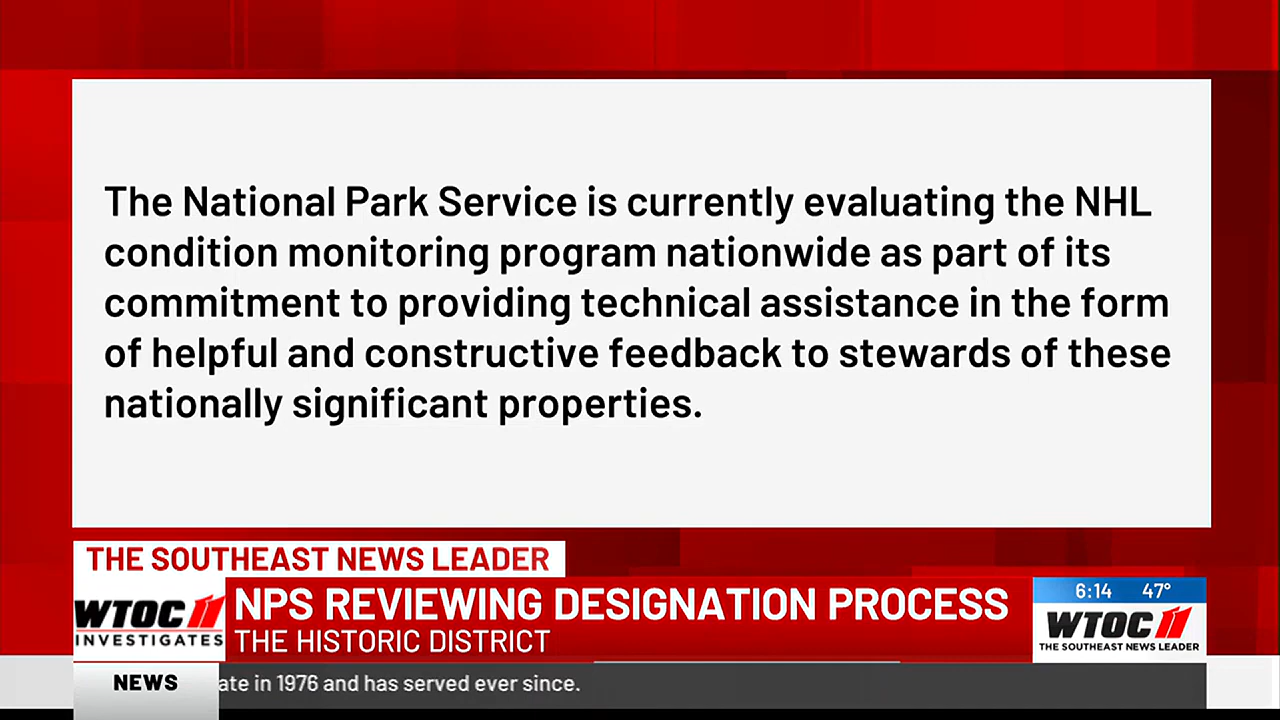 The National Park Service is currently evaluating the NHL
condition monitoring program nationwide as part of its
commitment to providing technical assistance in the form
of helpful and constructive feedback to stewards of these
nationally significant properties.
THE SOUTHEAST NEWS LEADER
WTOC 11
INVESTIGATES
NPS REVIEWING DESIGNATION PROCESS
THE HISTORIC DISTRICT
6:14 47°
WTOC 11
THE SOUTHEAST NEWS LEADER
NEWS
ate in 1976 and has served ever since.